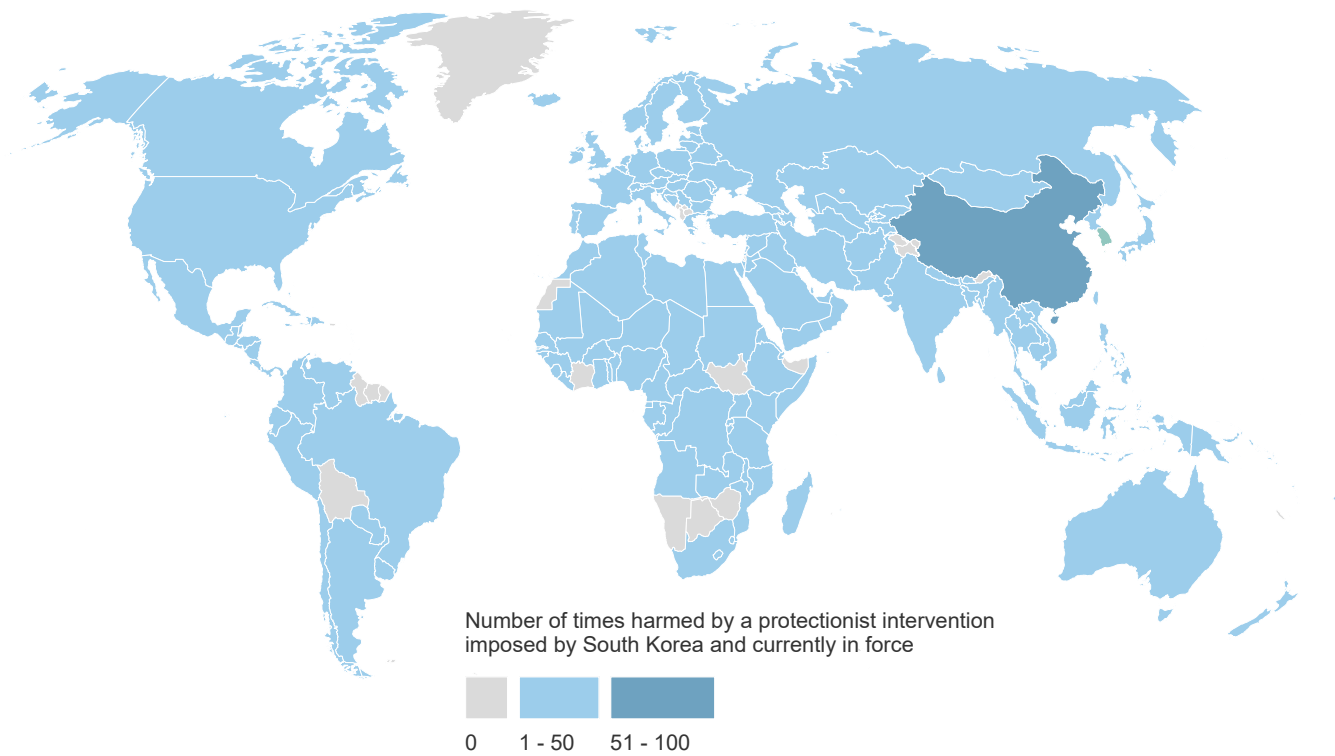 Number of times harmed by a protectionist intervention
imposed by South Korea and currently in force
0 1 - 50 51 - 100